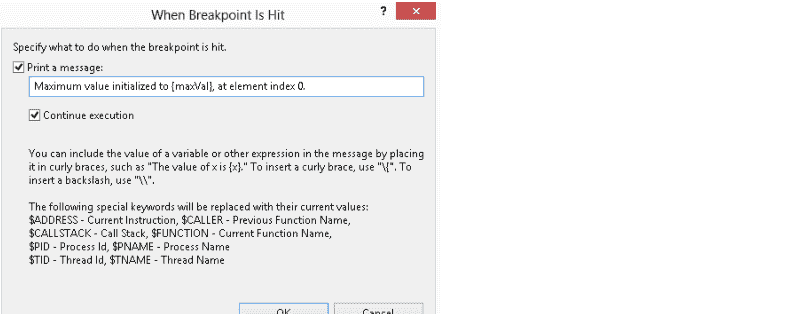 When Breakpoint Is Hit
?
Specify what to do when the breakpoint is hit.
Print a message:
Maximum value initialized to {maxVal}, at element index 0.
Continue execution
You can include the value of a variable or other expression in the message by placing
it in curly braces, such as "The value of x is {x}." To insert a curly brace, use "\{". To
insert a backslash, use "\\".
The following special keywords will be replaced with their current values:
$ADDRESS - Current Instruction, $CALLER - Previous Function Name,
$CALLSTACK - Call Stack, $FUNCTION - Current Function Name,
$PID - Process Id, $PNAME - Process Name
$TID - Thread Id, $TNAME - Thread Name
OK Cancel